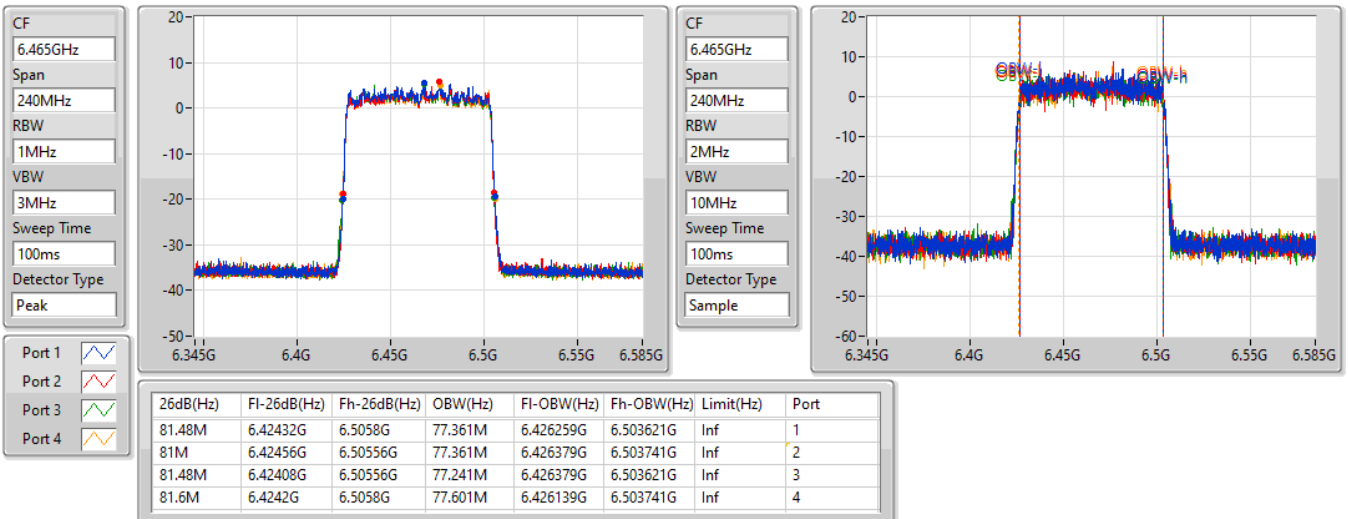 CF
6.465GHz
Span
240MHz
RBW
1MHz
VBW
3MHz
Sweep Time
100ms
Detector Type
Peak
20-
10-
0-
-10-
-20-
-30-
-40-
-50-
6.345G 6.4G 6.45G 6.5G 6.55G 6.585G
CF
6.465GHz
Span
240MHz
RBW
2MHz
VBW
10MHz
Sweep Time
100ms
Detector Type
Sample
20-
10-
0-
-10-
-20-
-30-
-40-
-50-
-60-
OBW-l OBW-h
6.345G 6.4G 6.45G 6.5G 6.55G 6.585G
Port 1
Port 2
Port 3
Port 4
26dB(Hz) Fl-26dB(Hz) Fh-26dB(Hz) OBW(Hz) Fl-OBW(Hz) Fh-OBW(Hz) Limit(Hz) Port
81.48M 6.42432G 6.5058G 77.361M 6.426259G 6.503621G Inf 1
81M 6.42456G 6.50556G 77.361M 6.426379G 6.503741G Inf 2
81.48M 6.42408G 6.50556G 77.241M 6.426379G 6.503621G Inf 3
81.6M 6.4242G 6.5058G 77.601M 6.426139G 6.503741G Inf 4